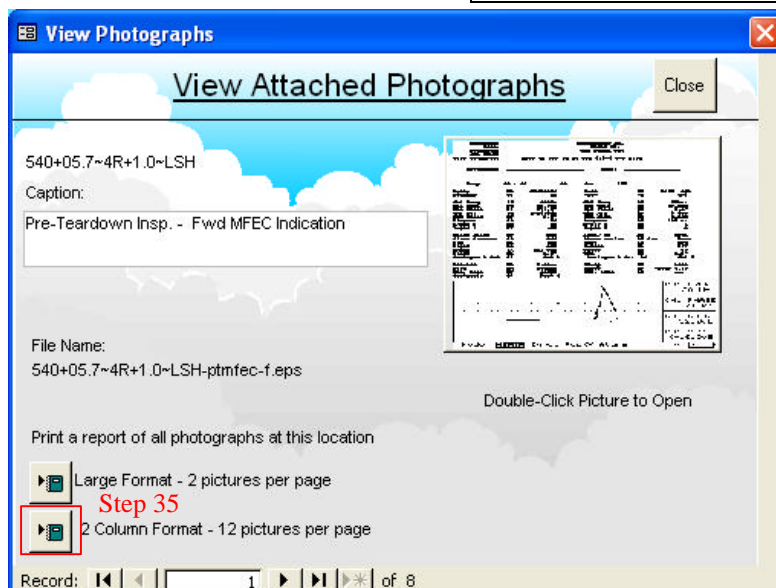 View Photographs
View Attached Photographs
Close
540+05.7~4R+1.0~LSH
Caption:
Pre-Teardown Insp. - Fwd MFEC Indication
File Name:
540+05.7~4R+1.0~LSH-ptmfec-f.eps
Double-Click Picture to Open
Print a report of all photographs at this location
Large Format - 2 pictures per page
Step 35
2 Column Format - 12 pictures per page
Record: 1 of 8